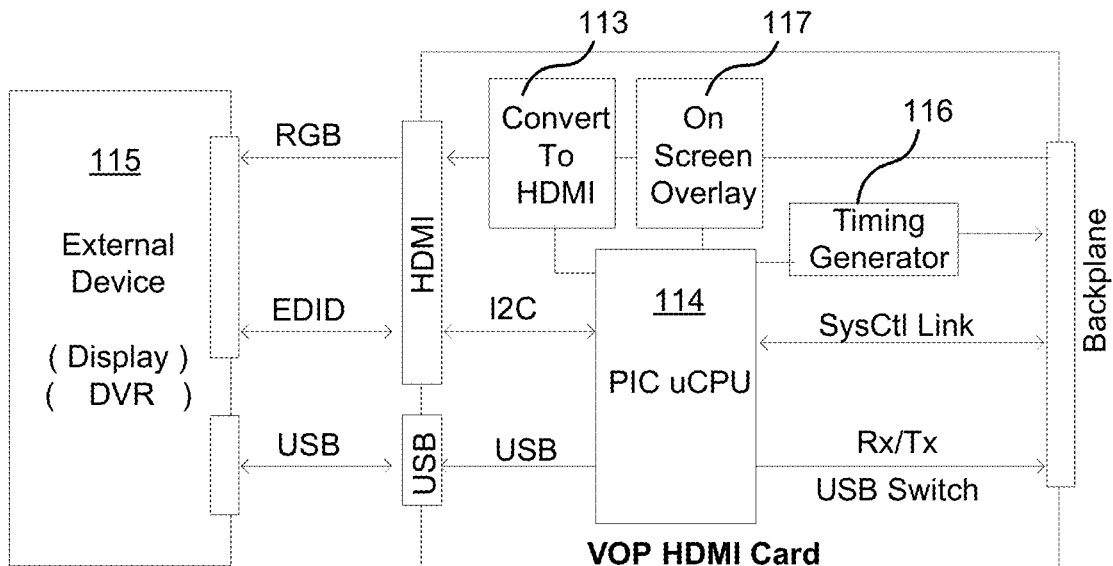 113
117
116
115
External
Device
( Display )
( DVR )
RGB
EDID
USB
HDMI
USB
Convert
To
HDMI
On
Screen
Overlay
Timing
Generator
I2C
USB
114
PIC uCPU
SysCtl Link
Rx/Tx
USB Switch
Backplane
VOP HDMI Card